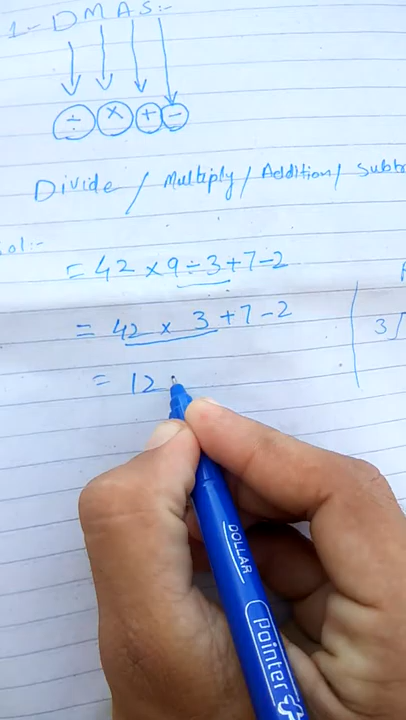 1- DMAS:-
÷ × + -
Divide / Multiply / Addition / Subtr
Sol:-
= 42 × 9 ÷ 3 + 7 - 2
= 42 × 3 + 7 - 2
3
= 12
DOLLAR
Pointer